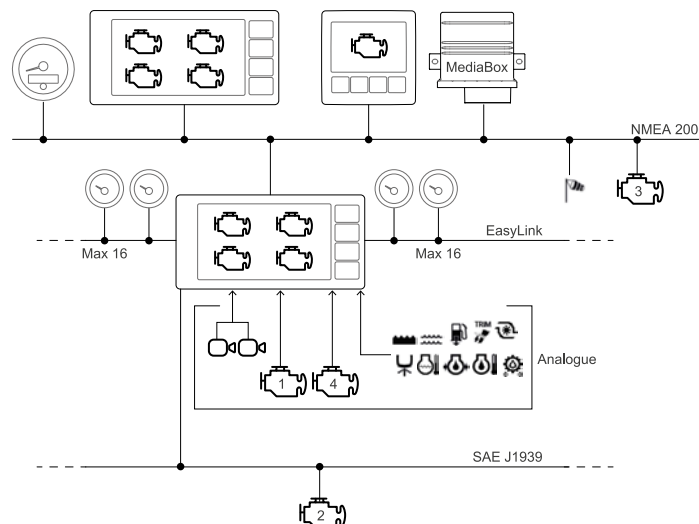 MediaBox
NMEA 200
3
EasyLink
Max 16
Max 16
TRIM
Analogue
1
4
SAE J1939
2